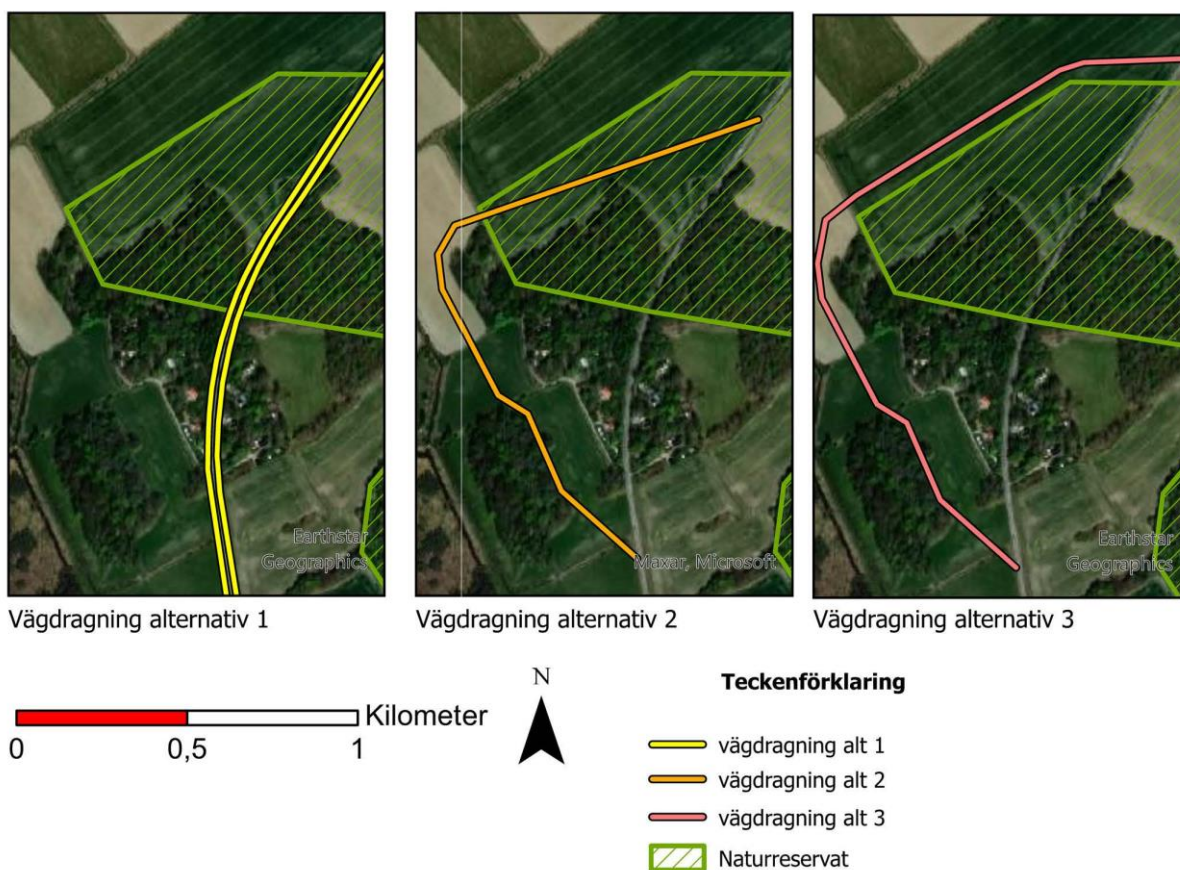 Earthstar
Geographics
Maxar, Microsoft
Earthstar
Geographics
Vägdragning alternativ 1
Vägdragning alternativ 2
Vägdragning alternativ 3
N
Kilometer
0 0,5 1
Teckenförklaring
vägdragning alt 1
vägdragning alt 2
vägdragning alt 3
Naturreservat